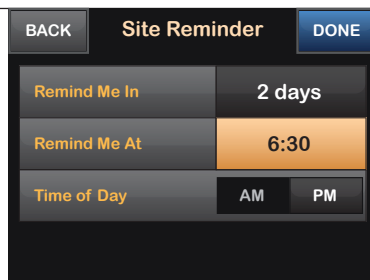 BACK Site Reminder DONE
Remind Me In 2 days
Remind Me At 6:30
Time of Day AM PM